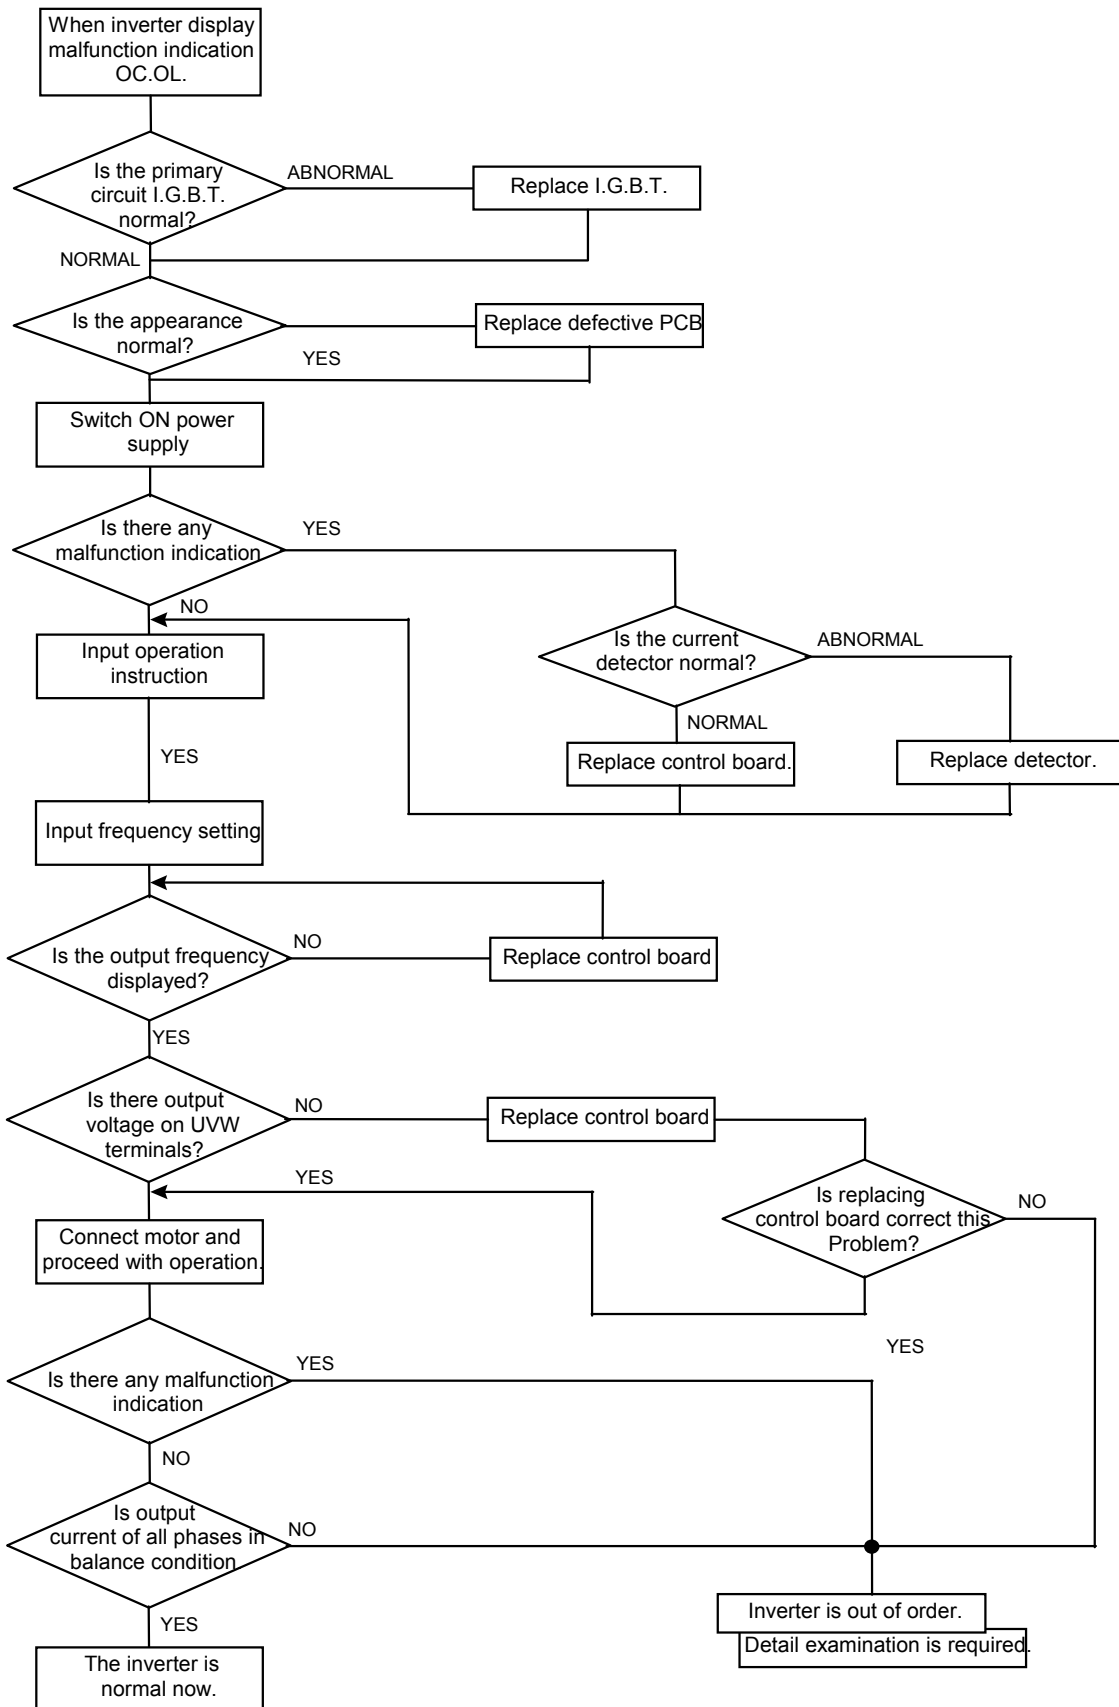 When inverter display
malfunction indication
OC.OL.
Is the primary
circuit I.G.B.T.
normal?
ABNORMAL
Replace I.G.B.T.
NORMAL
Is the appearance
normal?
Replace defective PCB
YES
Switch ON power
supply
Is there any
malfunction indication
YES
NO
Is the current
detector normal?
ABNORMAL
Input operation
instruction
NORMAL
YES
Replace control board.
Replace detector.
Input frequency setting
Is the output frequency
displayed?
NO
Replace control board
YES
Is there output
voltage on UVW
terminals?
NO
Replace control board
YES
Is replacing
control board correct this
Problem?
NO
Connect motor and
proceed with operation.
YES
Is there any malfunction
indication
YES
NO
Is output
current of all phases in
balance condition
NO
Inverter is out of order.
Detail examination is required.
YES
The inverter is
normal now.